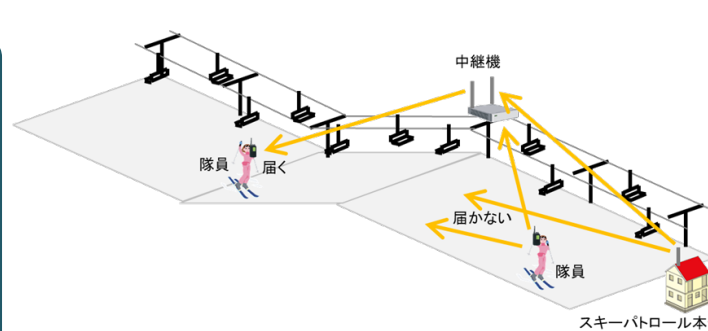 中継機
隊員
届く
届かない
隊員
スキーパトロール本